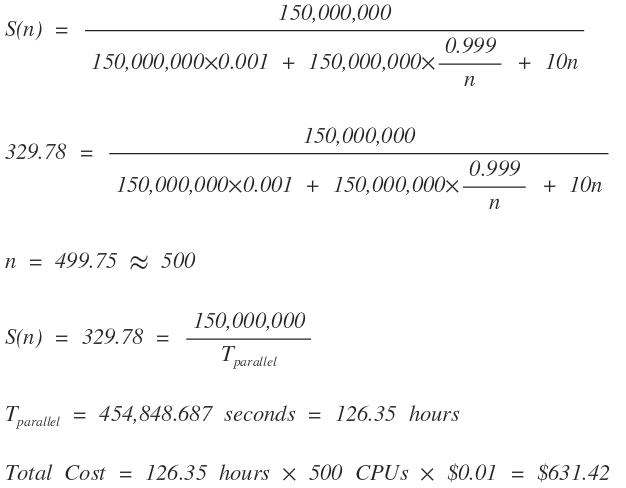 S(n) = 150,000,000 / 150,000,000×0.001 + 150,000,000× 0.999 / n + 10n
329.78 = 150,000,000 / 150,000,000×0.001 + 150,000,000× 0.999 / n + 10n
n = 499.75 ≈ 500
S(n) = 329.78 = 150,000,000 / T_parallel
T_parallel = 454,848.687 seconds = 126.35 hours
Total Cost = 126.35 hours × 500 CPUs × $0.01 = $631.42